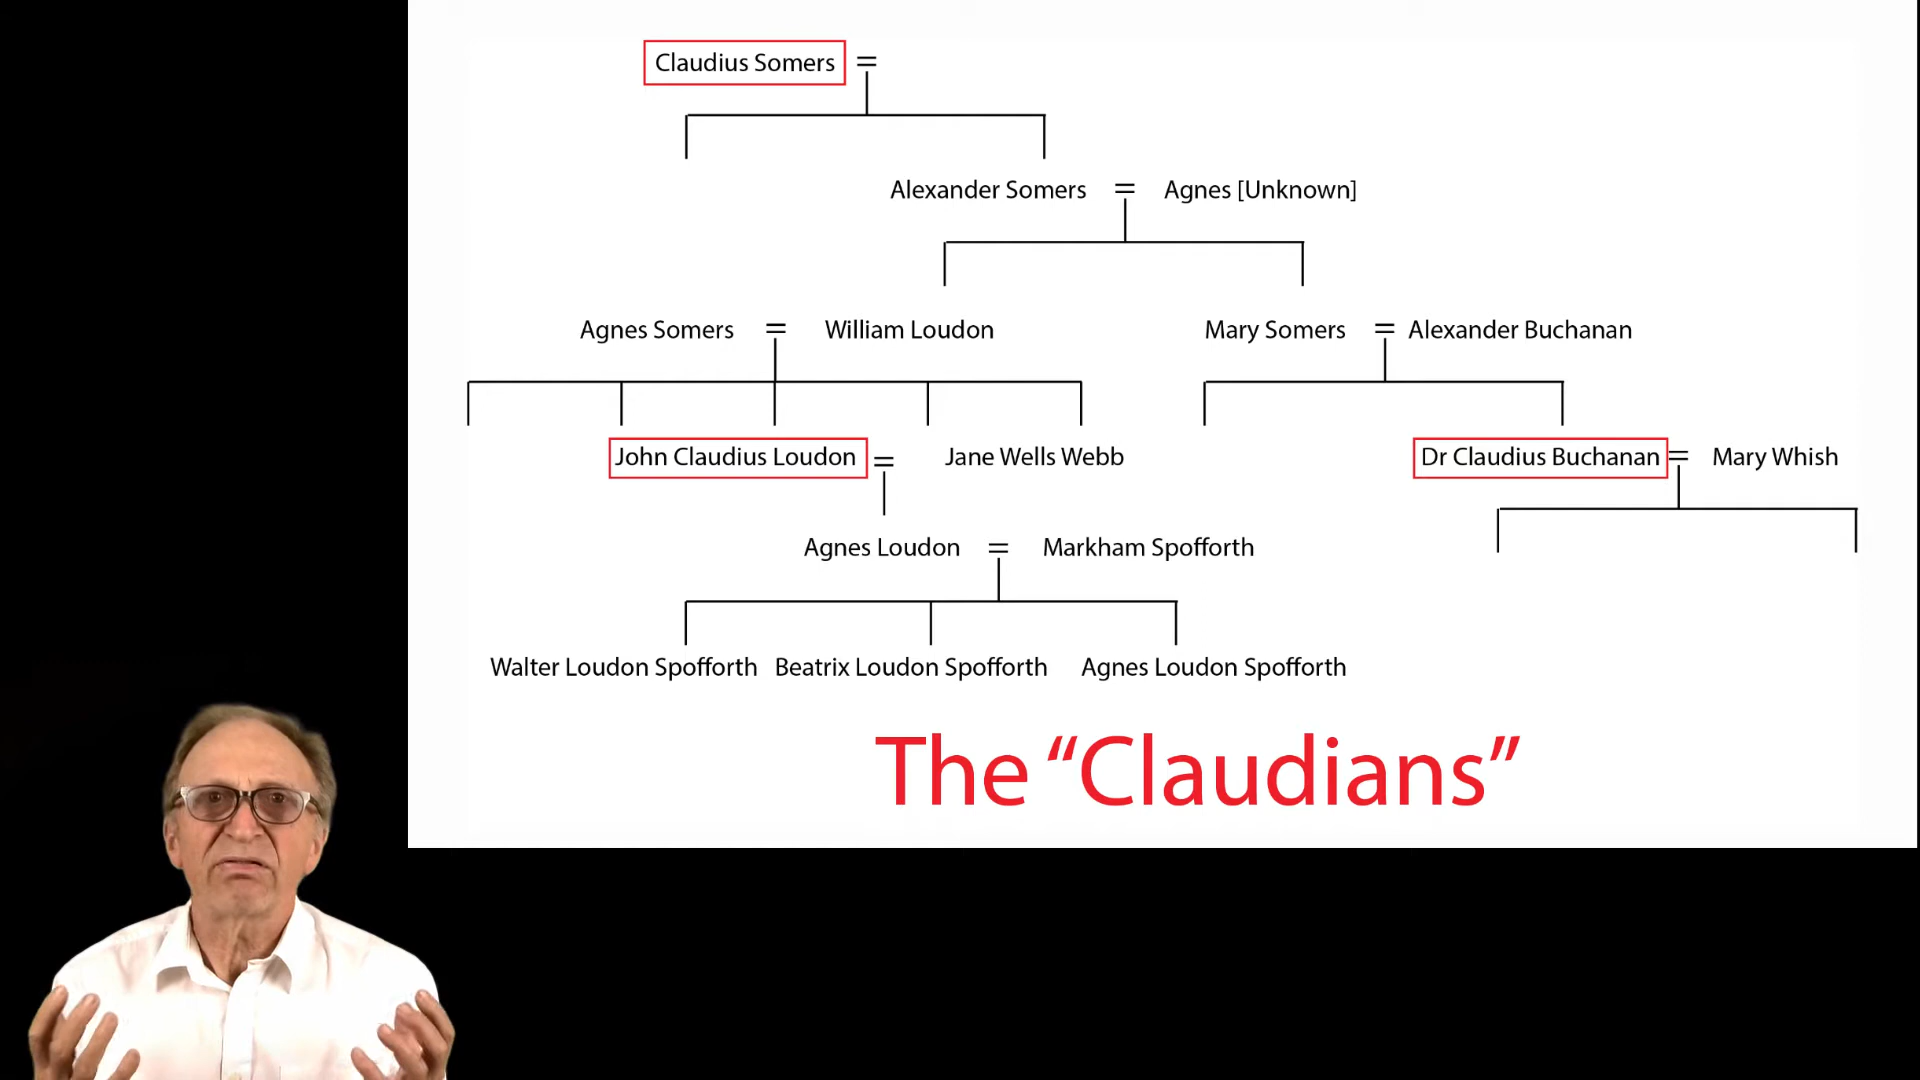 Claudius Somers =
Alexander Somers = Agnes [Unknown]
Agnes Somers = William Loudon Mary Somers = Alexander Buchanan
John Claudius Loudon = Jane Wells Webb Dr Claudius Buchanan = Mary Whish
Agnes Loudon = Markham Spofforth
Walter Loudon Spofforth Beatrix Loudon Spofforth Agnes Loudon Spofforth
The “Claudians”